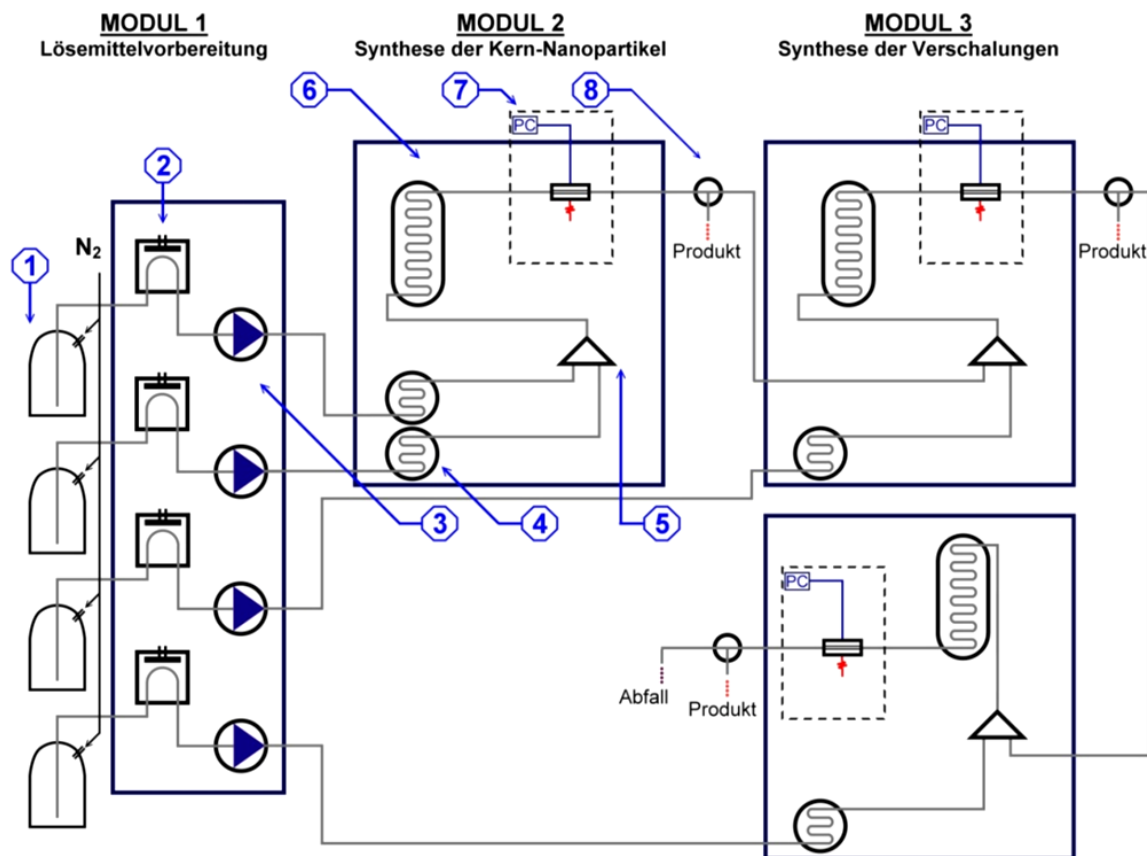 MODUL 1
Lösemittelvorbereitung
MODUL 2
Synthese der Kern-Nanopartikel
MODUL 3
Synthese der Verschalungen
6
7
8
PC
PC
2
N₂
1
Produkt
Produkt
3
4
5
PC
Abfall
Produkt